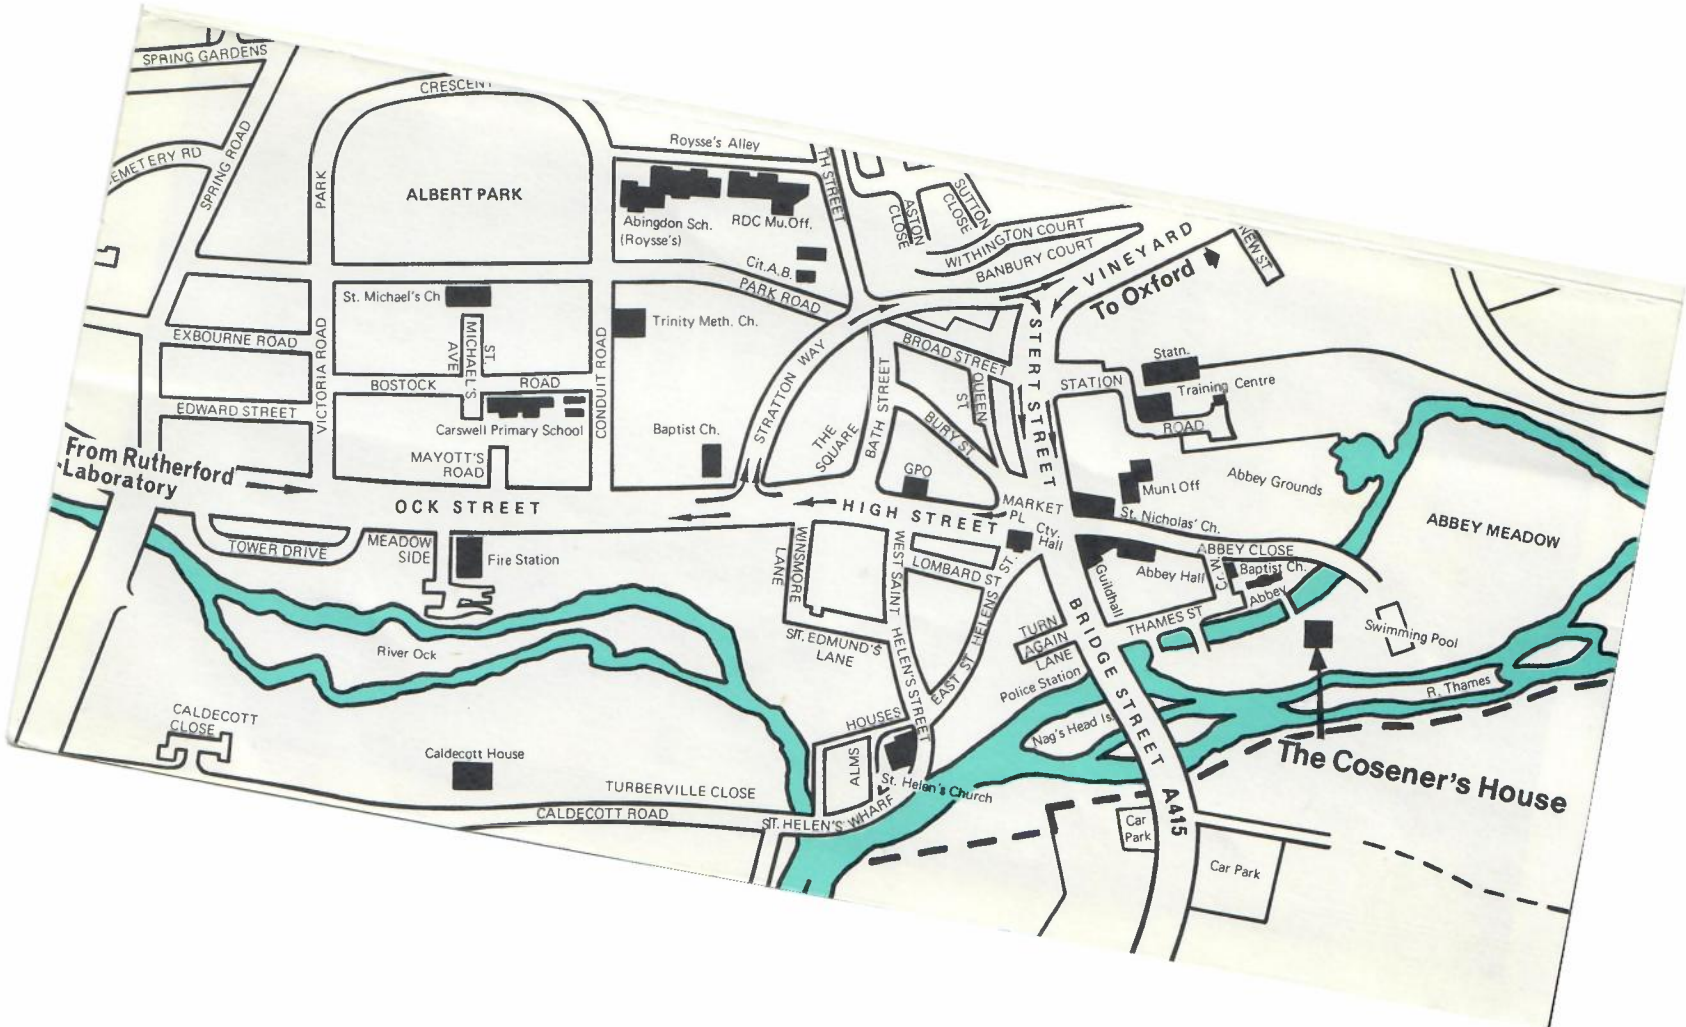 SPRING GARDENS
CRESCENT
EMETERY RD
SPRING ROAD
PARK
ALBERT PARK
Roysse's Alley
TH STREET
Abingdon Sch.
(Roysse's)
RDC Mu.Off.
Cit.A.B.
PARK ROAD
ASTON
CLOSE
SUTTON
CLOSE
WITHINGTON COURT
BANBURY COURT
VINEYARD
To Oxford
NEW ST
St. Michael's Ch
Trinity Meth. Ch.
EXBOURNE ROAD
VICTORIA ROAD
ST.
MICHAEL'S
AVE
BOSTOCK ROAD
CONDUIT ROAD
EDWARD STREET
Carswell Primary School
MAYOTT'S
ROAD
Baptist Ch.
STRATTON WAY
THE
SQUARE
BATH STREET
BROAD STREET
QUEEN
ST
BURY ST
GPO
STERT STREET
STATION
ROAD
Statn.
Training Centre
From Rutherford
Laboratory
OCK STREET
HIGH STREET
MARKET
PL
Cty.
Hall
Mun l Off
Abbey Grounds
St. Nicholas' Ch.
ABBEY MEADOW
TOWER DRIVE
MEADOW
SIDE
Fire Station
WINSMORE
LANE
WEST SAINT HELEN'S STREET
LOMBARD ST
EAST ST HELENS ST.
ABBEY CLOSE
Abbey Hall
Guildhall
Baptist Ch.
Abbey
THAMES ST
TURN
AGAIN
LANE
Police Station
BRIDGE STREET
Swimming Pool
River Ock
ST. EDMUND'S
LANE
R. Thames
Nag's Head Is.
The Cosener's House
CALDECOTT
CLOSE
Caldecott House
HOUSES
ALMS
St. Helen's Church
TURBERVILLE CLOSE
CALDECOTT ROAD
ST. HELEN'S WHARF
A415
Car
Park
Car Park